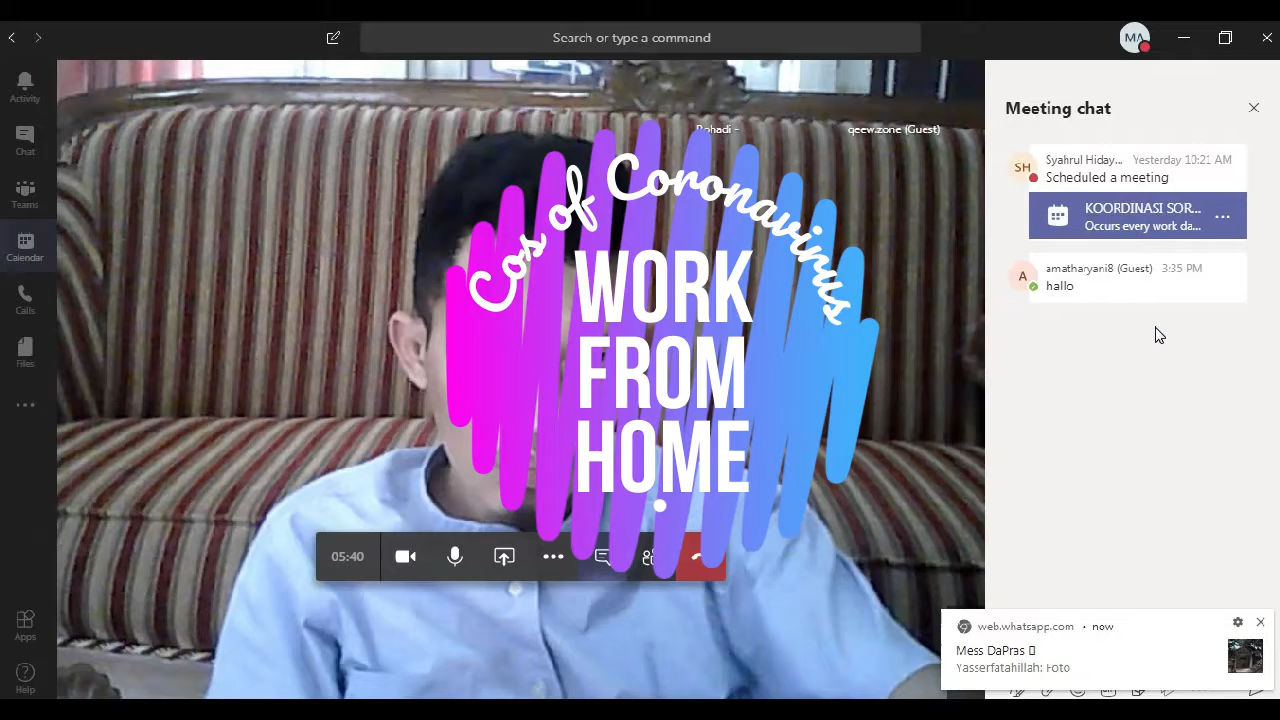 Search or type a command
MA
Activity
Chat
Teams
Calendar
Calls
Files
Apps
Help
Rohadi -
qeew.zone (Guest)
Cos of Coronavirus
WORK
FROM
HOME
05:40
Meeting chat
SH
Syahrul Hiday... Yesterday 10:21 AM
Scheduled a meeting
KOORDINASI SOR...
Occurs every work da...
A
amatharyani8 (Guest) 3:35 PM
hallo
web.whatsapp.com • now
Mess DaPras
Yasserfatahillah: Foto